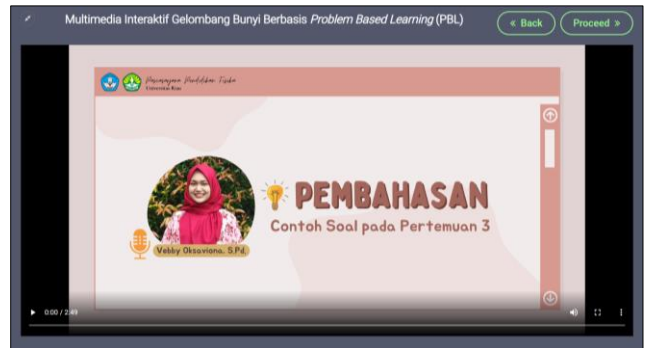 Multimedia Interaktif Gelombang Bunyi Berbasis Problem Based Learning (PBL)
« Back
Proceed »
Pendidikan Fisika
Universitas Riau
PEMBAHASAN
Contoh Soal pada Pertemuan 3
Vebby Oksaviona, S.Pd.
0:00 / 2:49